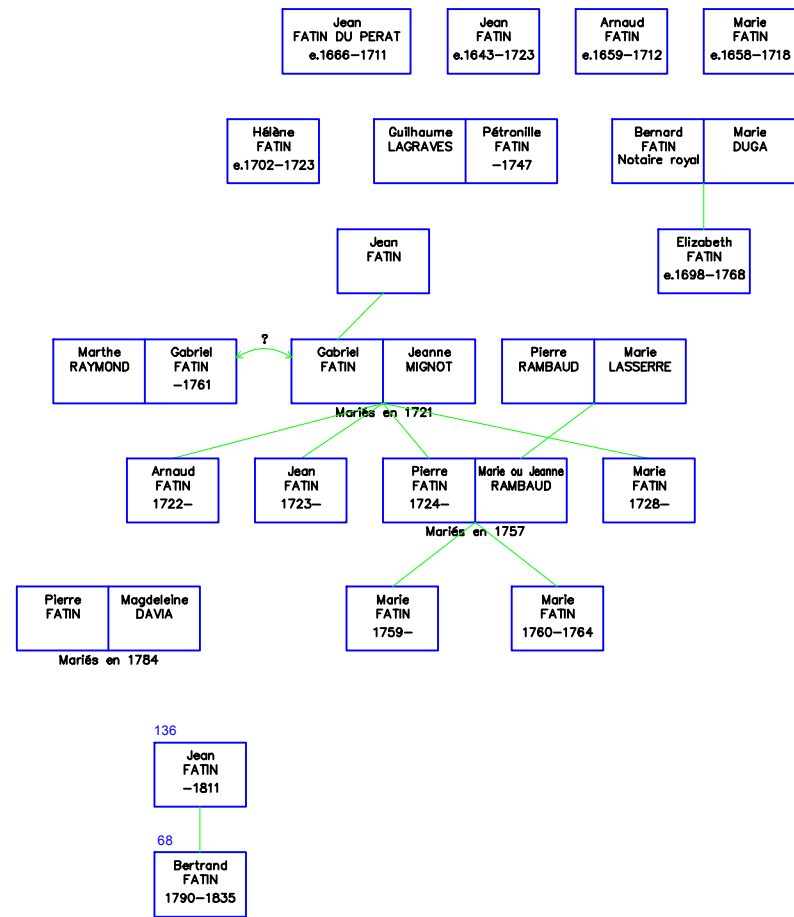 Jean
FATIN DU PERAT
e.1666-1711
Jean
FATIN
e.1643-1723
Arnaud
FATIN
e.1659-1712
Marie
FATIN
e.1658-1718
Hélène
FATIN
e.1702-1723
Guilhaume
LAGRAVES
Pétronille
FATIN
-1747
Bernard
FATIN
Notaire royal
Marie
DUGA
Jean
FATIN
Elizabeth
FATIN
e.1698-1768
?
Marthe
RAYMOND
Gabriel
FATIN
-1761
Gabriel
FATIN
Jeanne
MIGNOT
Pierre
RAMBAUD
Marie
LASSERRE
Mariés en 1721
Arnaud
FATIN
1722-
Jean
FATIN
1723-
Pierre
FATIN
1724-
Marie ou Jeanne
RAMBAUD
Marie
FATIN
1728-
Mariés en 1757
Pierre
FATIN
Magdeleine
DAVIA
Marie
FATIN
1759-
Marie
FATIN
1760-1764
Mariés en 1784
136
Jean
FATIN
-1811
68
Bertrand
FATIN
1790-1835